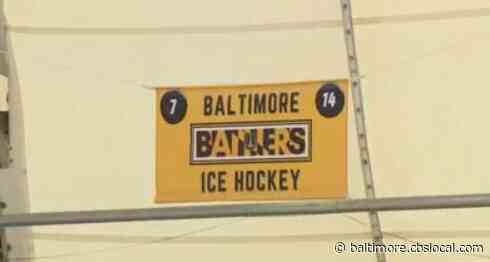 7 BALTIMORE 14
BATTLERS
ICE HOCKEY
baltimore.cbslocal.com